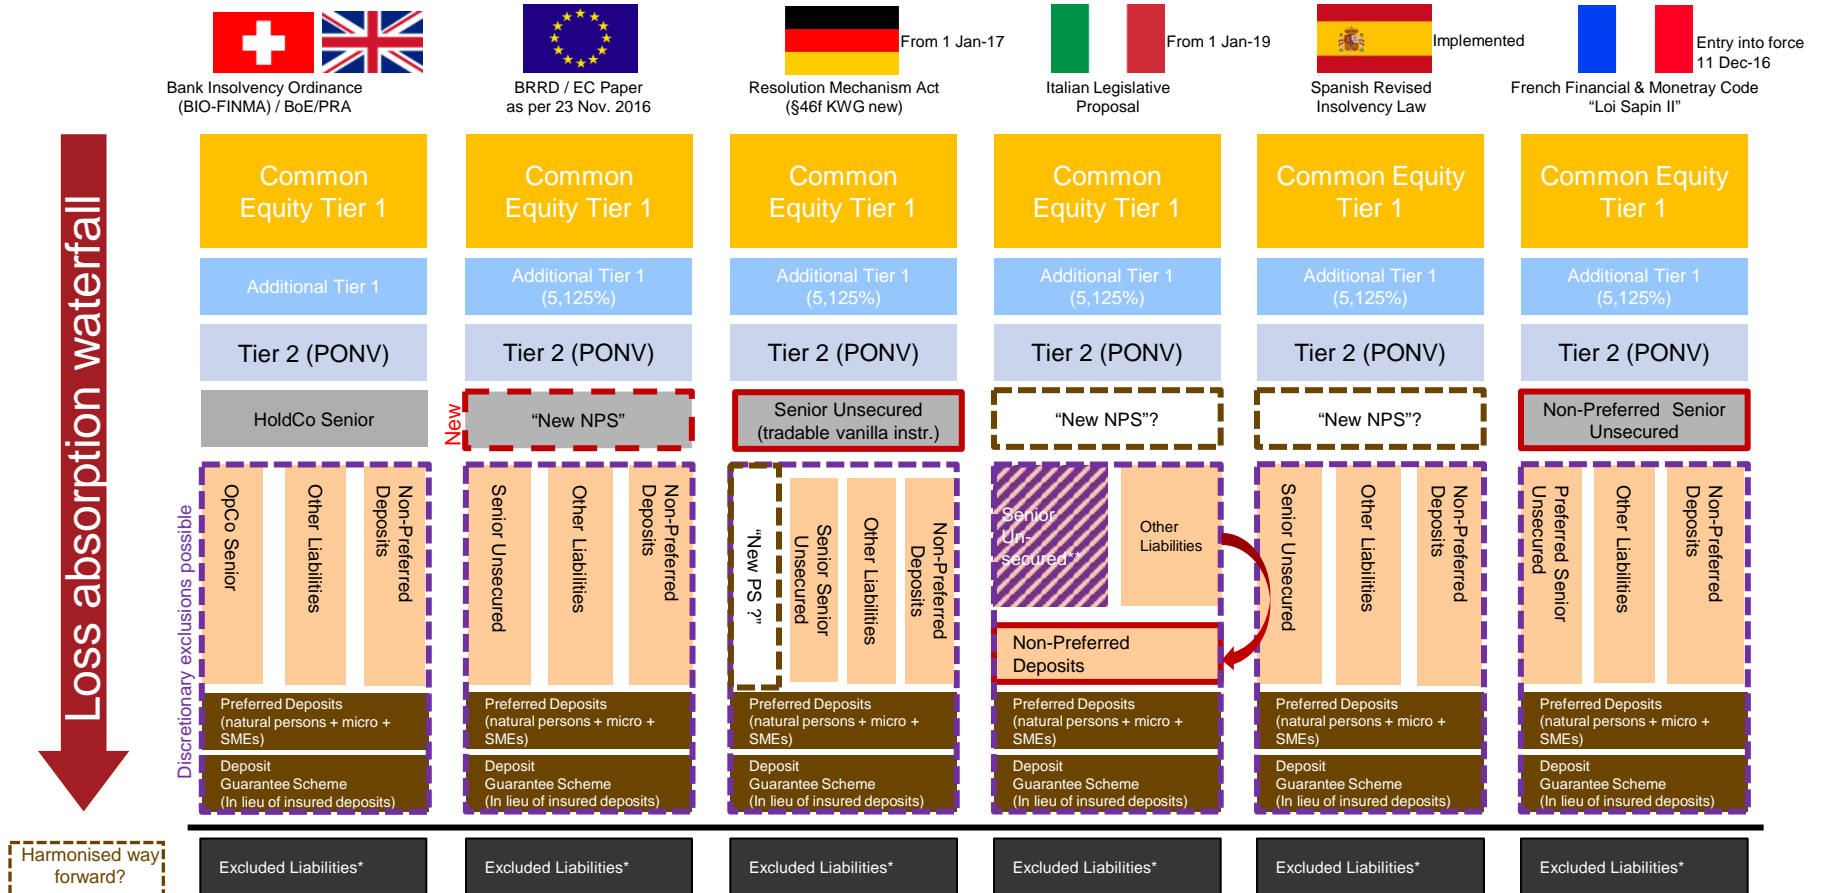 From 1 Jan-17
From 1 Jan-19
Implemented
Entry into force
11 Dec-16
Bank Insolvency Ordinance
(BIO-FINMA) / BoE/PRA
BRRD / EC Paper
as per 23 Nov. 2016
Resolution Mechanism Act
(§46f KWG new)
Italian Legislative
Proposal
Spanish Revised
Insolvency Law
French Financial & Monetray Code
“Loi Sapin II”
Loss absorption waterfall
Common
Equity Tier 1
Common
Equity Tier 1
Common
Equity Tier 1
Common
Equity Tier 1
Common Equity
Tier 1
Common Equity
Tier 1
Additional Tier 1
Additional Tier 1
(5,125%)
Additional Tier 1
(5,125%)
Additional Tier 1
(5,125%)
Additional Tier 1
(5,125%)
Additional Tier 1
(5,125%)
Tier 2 (PONV)
Tier 2 (PONV)
Tier 2 (PONV)
Tier 2 (PONV)
Tier 2 (PONV)
Tier 2 (PONV)
HoldCo Senior
New
“New NPS”
Senior Unsecured
(tradable vanilla instr.)
“New NPS”?
“New NPS”?
Non-Preferred Senior
Unsecured
Discretionary exclusions possible
OpCo Senior
Other Liabilities
Non-Preferred
Deposits
Senior Unsecured
Other Liabilities
Non-Preferred
Deposits
“New PS ?”
Senior Senior
Unsecured
Other Liabilities
Non-Preferred
Deposits
Senior
Un-
secured**
Other
Liabilities
Non-Preferred
Deposits
Senior Unsecured
Other Liabilities
Non-Preferred
Deposits
Preferred Senior
Unsecured
Other Liabilities
Non-Preferred
Deposits
Preferred Deposits
(natural persons + micro +
SMEs)
Preferred Deposits
(natural persons + micro +
SMEs)
Preferred Deposits
(natural persons + micro +
SMEs)
Preferred Deposits
(natural persons + micro +
SMEs)
Preferred Deposits
(natural persons + micro +
SMEs)
Preferred Deposits
(natural persons + micro +
SMEs)
Deposit
Guarantee Scheme
(In lieu of insured deposits)
Deposit
Guarantee Scheme
(In lieu of insured deposits)
Deposit
Guarantee Scheme
(In lieu of insured deposits)
Deposit
Guarantee Scheme
(In lieu of insured deposits)
Deposit
Guarantee Scheme
(In lieu of insured deposits)
Deposit
Guarantee Scheme
(In lieu of insured deposits)
Harmonised way
forward?
Excluded Liabilities*
Excluded Liabilities*
Excluded Liabilities*
Excluded Liabilities*
Excluded Liabilities*
Excluded Liabilities*